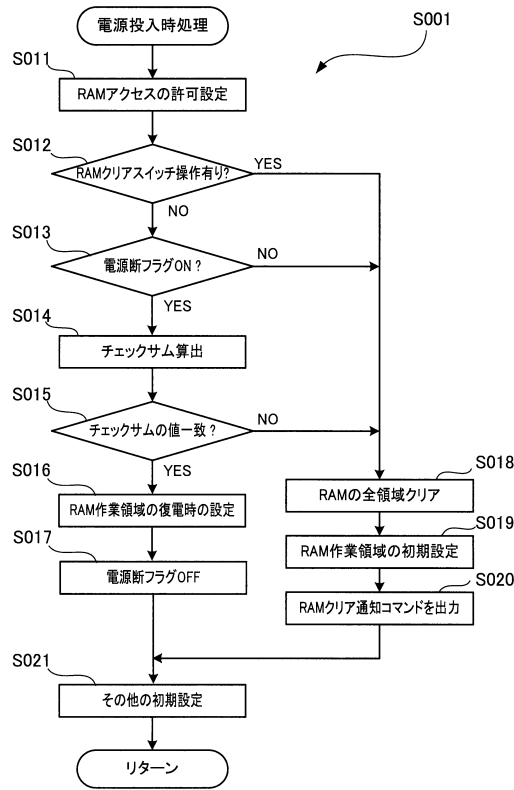 電源投入時処理
S001
S011
RAMアクセスの許可設定
S012
RAMクリアスイッチ操作有り?
YES
NO
S013
電源断フラグON?
NO
YES
S014
チェックサム算出
S015
チェックサムの値一致?
NO
YES
S016
RAM作業領域の復電時の設定
S018
RAMの全領域クリア
S017
電源断フラグOFF
S019
RAM作業領域の初期設定
S020
RAMクリア通知コマンドを出力
S021
その他の初期設定
リターン